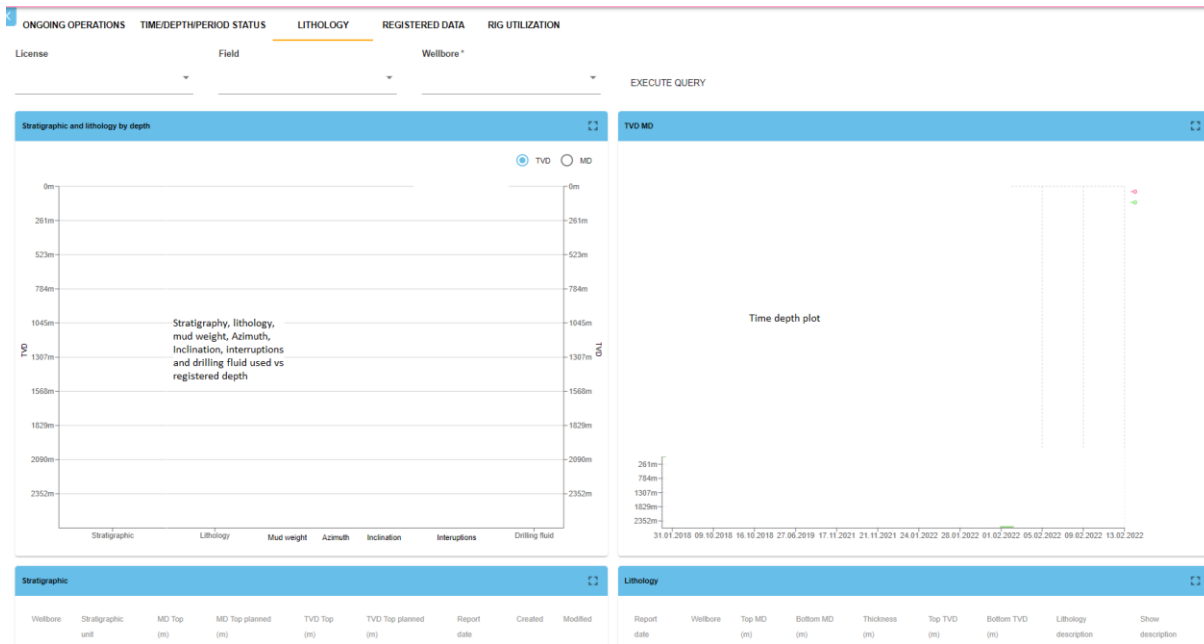 ONGOING OPERATIONS TIME/DEPTH/PERIOD STATUS LITHOLOGY REGISTERED DATA RIG UTILIZATION
License Field Wellbore *
EXECUTE QUERY
Stratigraphic and lithology by depth
TVD MD
0m 0m
261m 261m
523m 523m
784m 784m
1045m 1045m
1307m 1307m
1568m 1568m
1829m 1829m
2090m 2090m
2352m 2352m
TVD
TVD
Stratigraphy, lithology,
mud weight, Azimuth,
Inclination, interruptions
and drilling fluid used vs
registered depth
Stratigraphic Lithology Mud weight Azimuth Inclination Interuptions Drilling fluid
TVD MD
Time depth plot
261m
784m
1307m
1829m
2352m
31.01.2018 09.10.2018 16.10.2018 27.06.2019 17.11.2021 21.11.2021 24.01.2022 28.01.2022 01.02.2022 05.02.2022 09.02.2022 13.02.2022
Stratigraphic
Wellbore Stratigraphic MD Top MD Top planned TVD Top TVD Top planned Report Created Modified
unit (m) (m) (m) (m) date
Lithology
Report Wellbore Top MD Bottom MD Thickness Top TVD Bottom TVD Lithology Show
date (m) (m) (m) (m) (m) description description